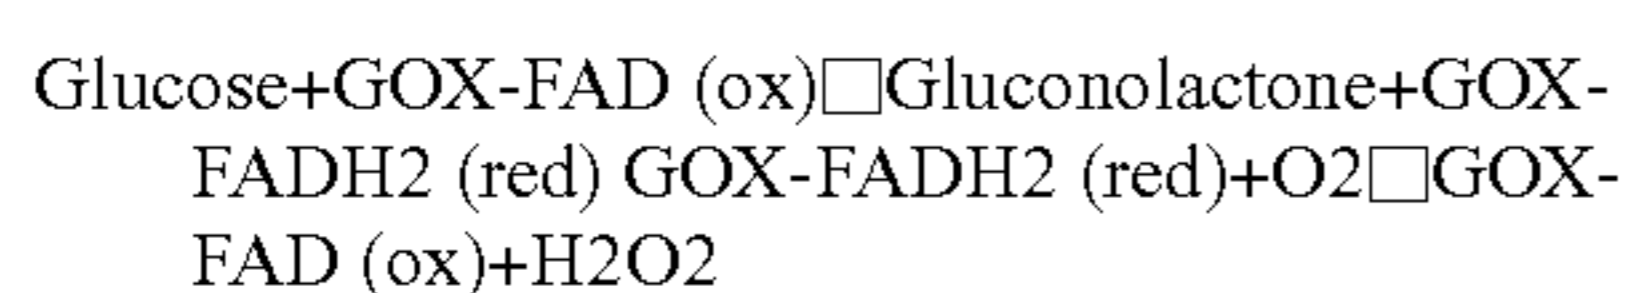 Glucose+GOX-FAD (ox)□Gluconolactone+GOX-
FADH2 (red) GOX-FADH2 (red)+O2□GOX-
FAD (ox)+H2O2